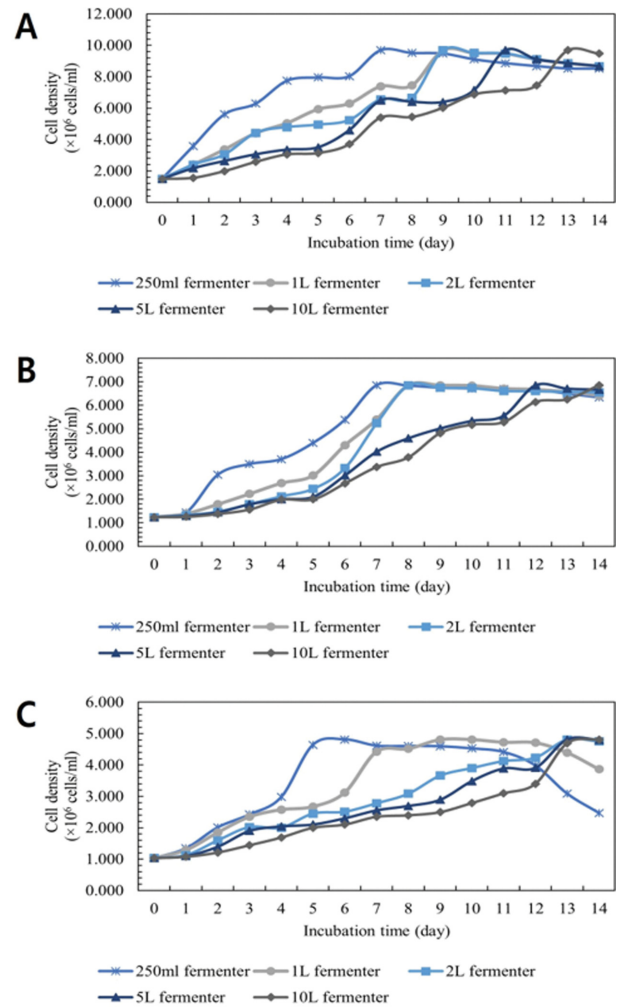 A
12.000
10.000
8.000
6.000
4.000
2.000
0.000
Cell density
(×10⁶ cells/ml)
0 1 2 3 4 5 6 7 8 9 10 11 12 13 14
Incubation time (day)
250ml fermenter 1L fermenter 2L fermenter
5L fermenter 10L fermenter
B
8.000
7.000
6.000
5.000
4.000
3.000
2.000
1.000
0.000
Cell density
(×10⁶ cells/ml)
0 1 2 3 4 5 6 7 8 9 10 11 12 13 14
Incubation time (day)
250ml fermenter 1L fermenter 2L fermenter
5L fermenter 10L fermenter
C
6.000
5.000
4.000
3.000
2.000
1.000
0.000
Cell density
(×10⁶ cells/ml)
0 1 2 3 4 5 6 7 8 9 10 11 12 13 14
Incubation time (day)
250ml fermenter 1L fermenter 2L fermenter
5L fermenter 10L fermenter